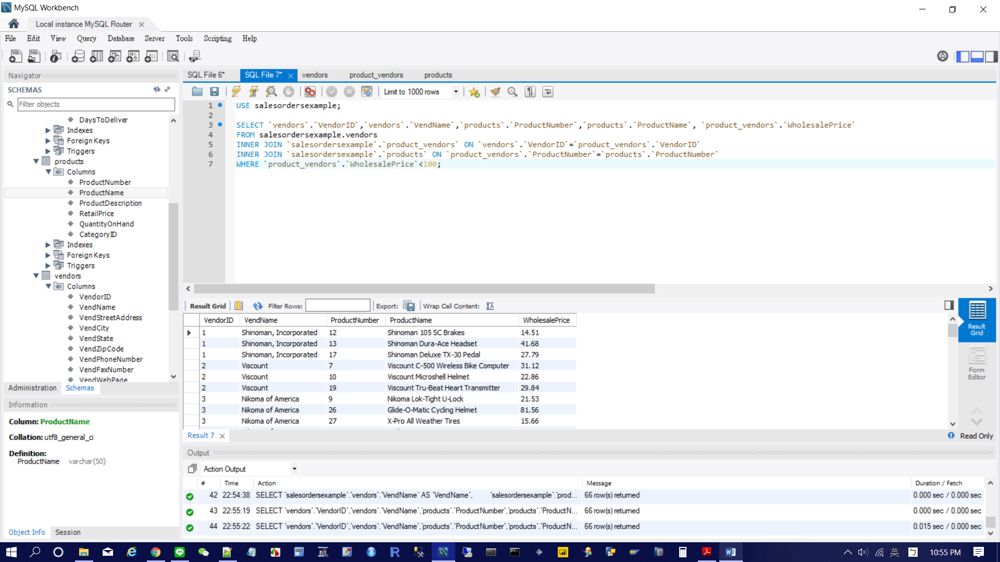 MySQL Workbench
Local instance MySQL Router
File Edit View Query Database Server Tools Scripting Help
Navigator
SCHEMAS
Filter objects
DaysToDeliver
Indexes
Foreign Keys
Triggers
products
Columns
ProductNumber
ProductName
ProductDescription
RetailPrice
QuantityOnHand
CategoryID
Indexes
Foreign Keys
Triggers
vendors
Columns
VendorID
VendName
VendStreetAddress
VendCity
VendState
VendZipCode
VendPhoneNumber
VendFaxNumber
VendWebPage
Administration Schemas
Information
Column: ProductName
Collation: utf8_general_ci
Definition:
ProductName varchar(50)
Object Info Session
SQL File 6* SQL File 7* vendors product_vendors products
Limit to 1000 rows
1 USE salesordersexample;
2
3 SELECT `vendors`.`VendorID`,`vendors`.`VendName`,`products`.`ProductNumber`,`products`.`ProductName`, `product_vendors`.`WholesalePrice`
4 FROM salesordersexample.vendors
5 INNER JOIN `salesordersexample`.`product_vendors` ON `vendors`.`VendorID`=`product_vendors`.`VendorID`
6 INNER JOIN `salesordersexample`.`products` ON `product_vendors`.`ProductNumber`=`products`.`ProductNumber`
7 WHERE `product_vendors`.`WholesalePrice`<100;
Result Grid Filter Rows: Export: Wrap Cell Content:
VendorID VendName ProductNumber ProductName WholesalePrice
1 Shinoman, Incorporated 12 Shinoman 105 SC Brakes 14.51
1 Shinoman, Incorporated 13 Shinoman Dura-Ace Headset 41.68
1 Shinoman, Incorporated 17 Shinoman Deluxe TX-30 Pedal 27.79
2 Viscount 7 Viscount C-500 Wireless Bike Computer 31.12
2 Viscount 10 Viscount Microshell Helmet 22.86
2 Viscount 19 Viscount Tru-Beat Heart Transmitter 29.84
3 Nikoma of America 9 Nikoma Lok-Tight U-Lock 21.53
3 Nikoma of America 26 Glide-O-Matic Cycling Helmet 81.56
3 Nikoma of America 27 X-Pro All Weather Tires 15.66
Result Grid
Form Editor
Result 7
Read Only
Output
Action Output
# Time Action Message Duration / Fetch
42 22:54:38 SELECT `salesordersexample`.`vendors`.`VendName` AS `VendName`, `salesordersexample`.`prod... 66 row(s) returned 0.000 sec / 0.000 sec
43 22:55:19 SELECT `vendors`.`VendorID`,`vendors`.`VendName`,`products`.`ProductNumber`,`products`.`ProductN... 66 row(s) returned 0.000 sec / 0.000 sec
44 22:55:22 SELECT `vendors`.`VendorID`,`vendors`.`VendName`,`products`.`ProductNumber`,`products`.`ProductN... 66 row(s) returned 0.015 sec / 0.000 sec
英 10:55 PM